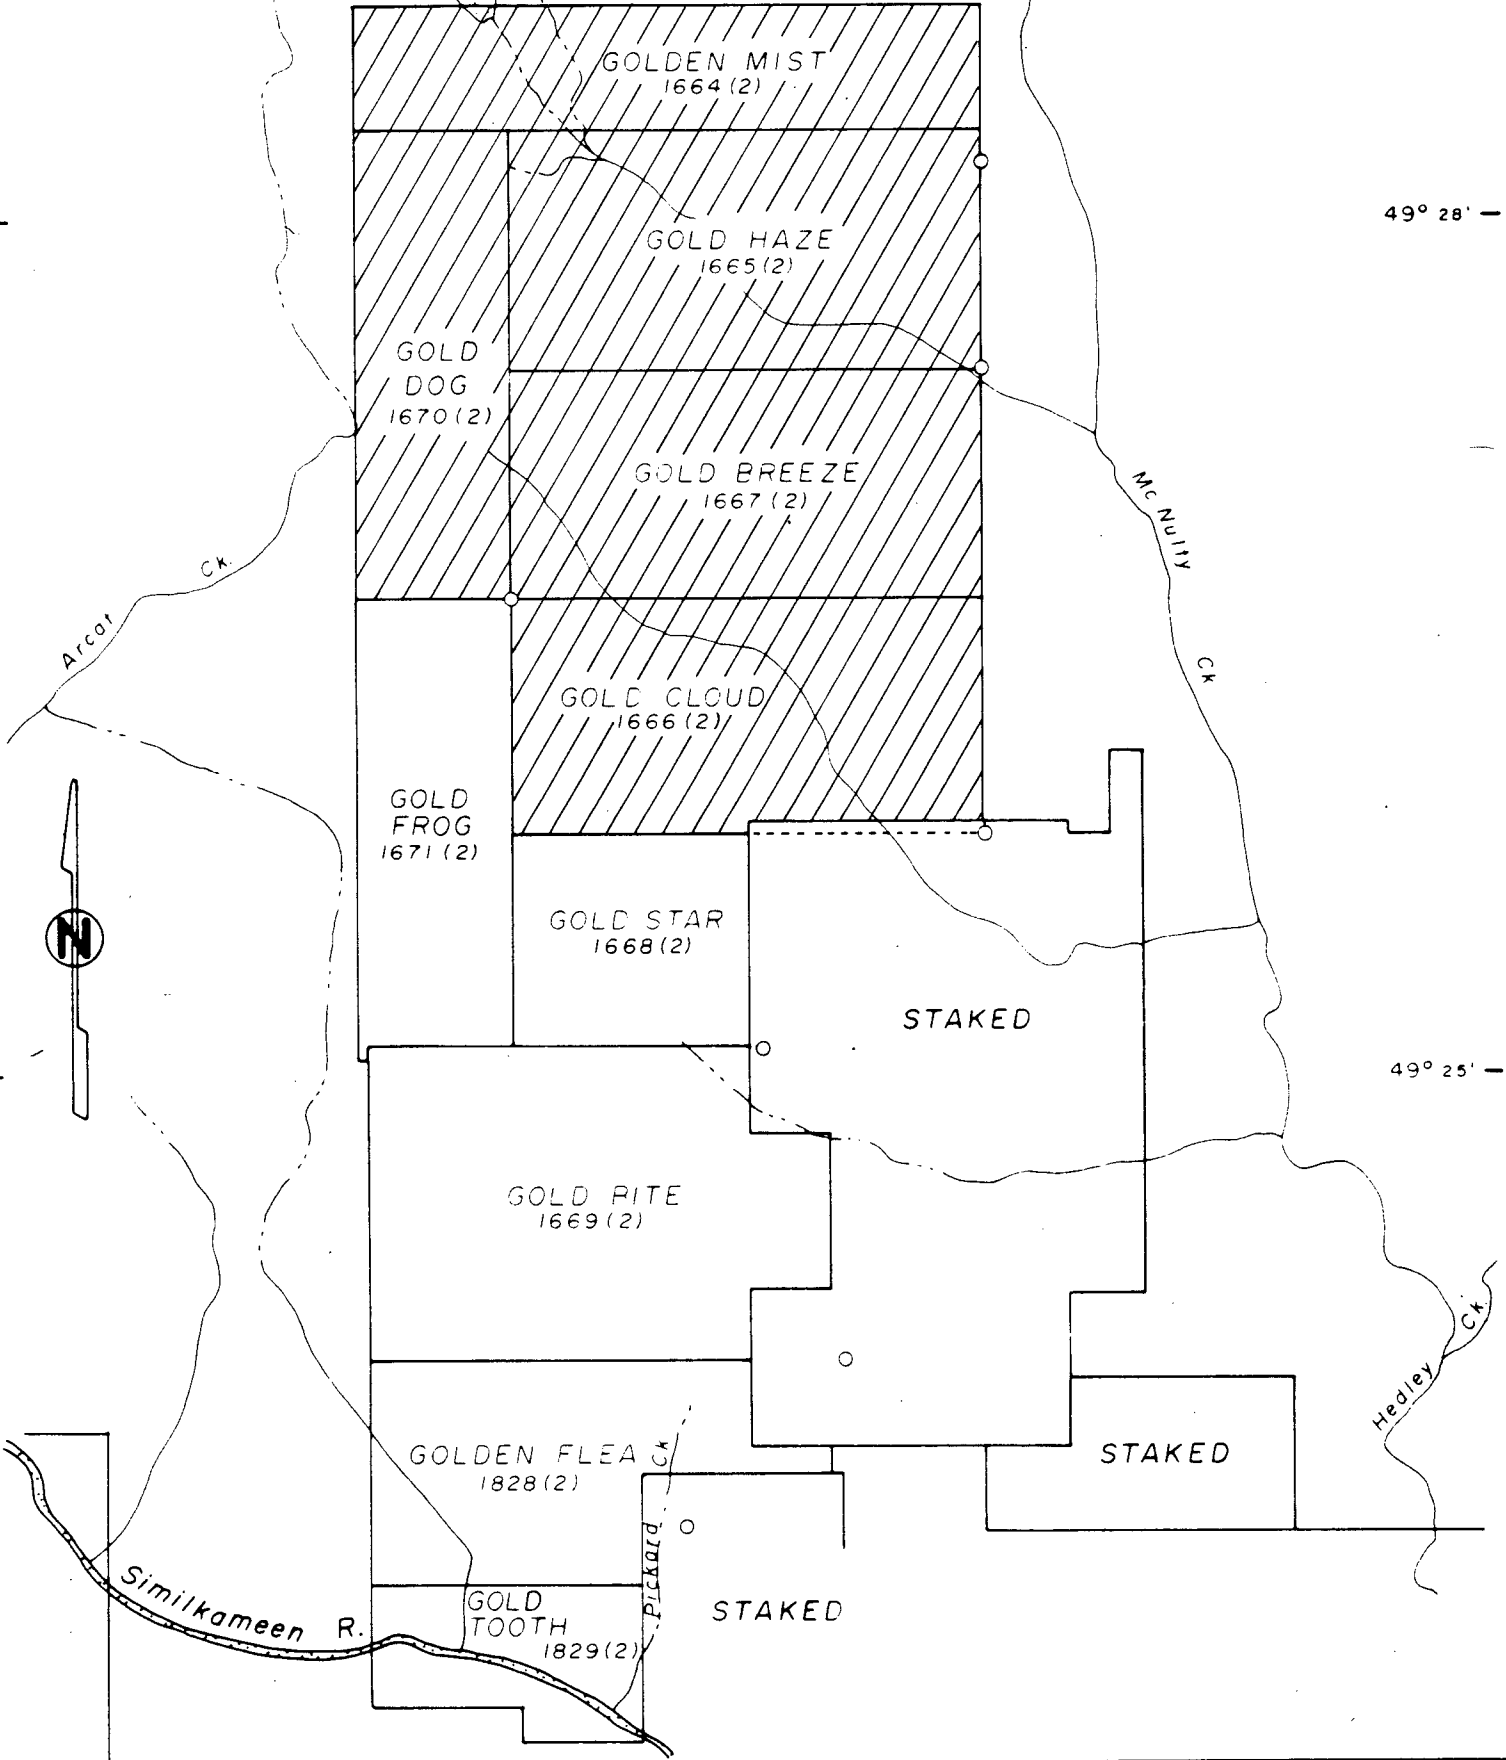 GOLDEN MIST
1664(2)
49° 28'
GOLD HAZE
1665(2)
GOLD
DOG
1670(2)
GOLD BREEZE
1667(2)
Mc Nulty
Ck
Arcat
Ck.
GOLD CLOUD
1666(2)
GOLD
FROG
1671(2)
GOLD STAR
1668(2)
N
STAKED
49° 25'
GOLD RITE
1669(2)
Hedley
Ck.
GOLDEN FLEA
1828(2)
Pickard
Ck
STAKED
Similkameen R.
GOLD
TOOTH
1829(2)
STAKED